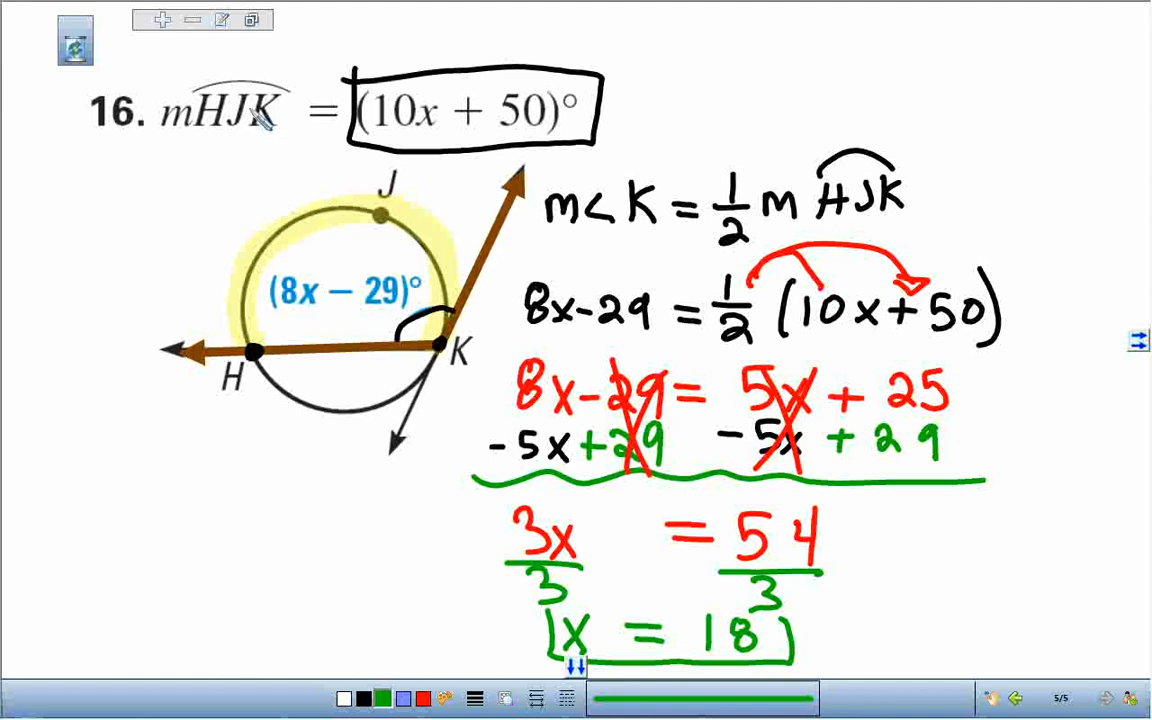 16. mHJK = (10x + 50)°
J
m< K = 1/2 m HJK
(8x − 29)°
8x-29 = 1/2 (10x+50)
K
H
8x-29 = 5x + 25
-5x +29 -5x + 29
3x = 54
3 3
x = 18
5/5